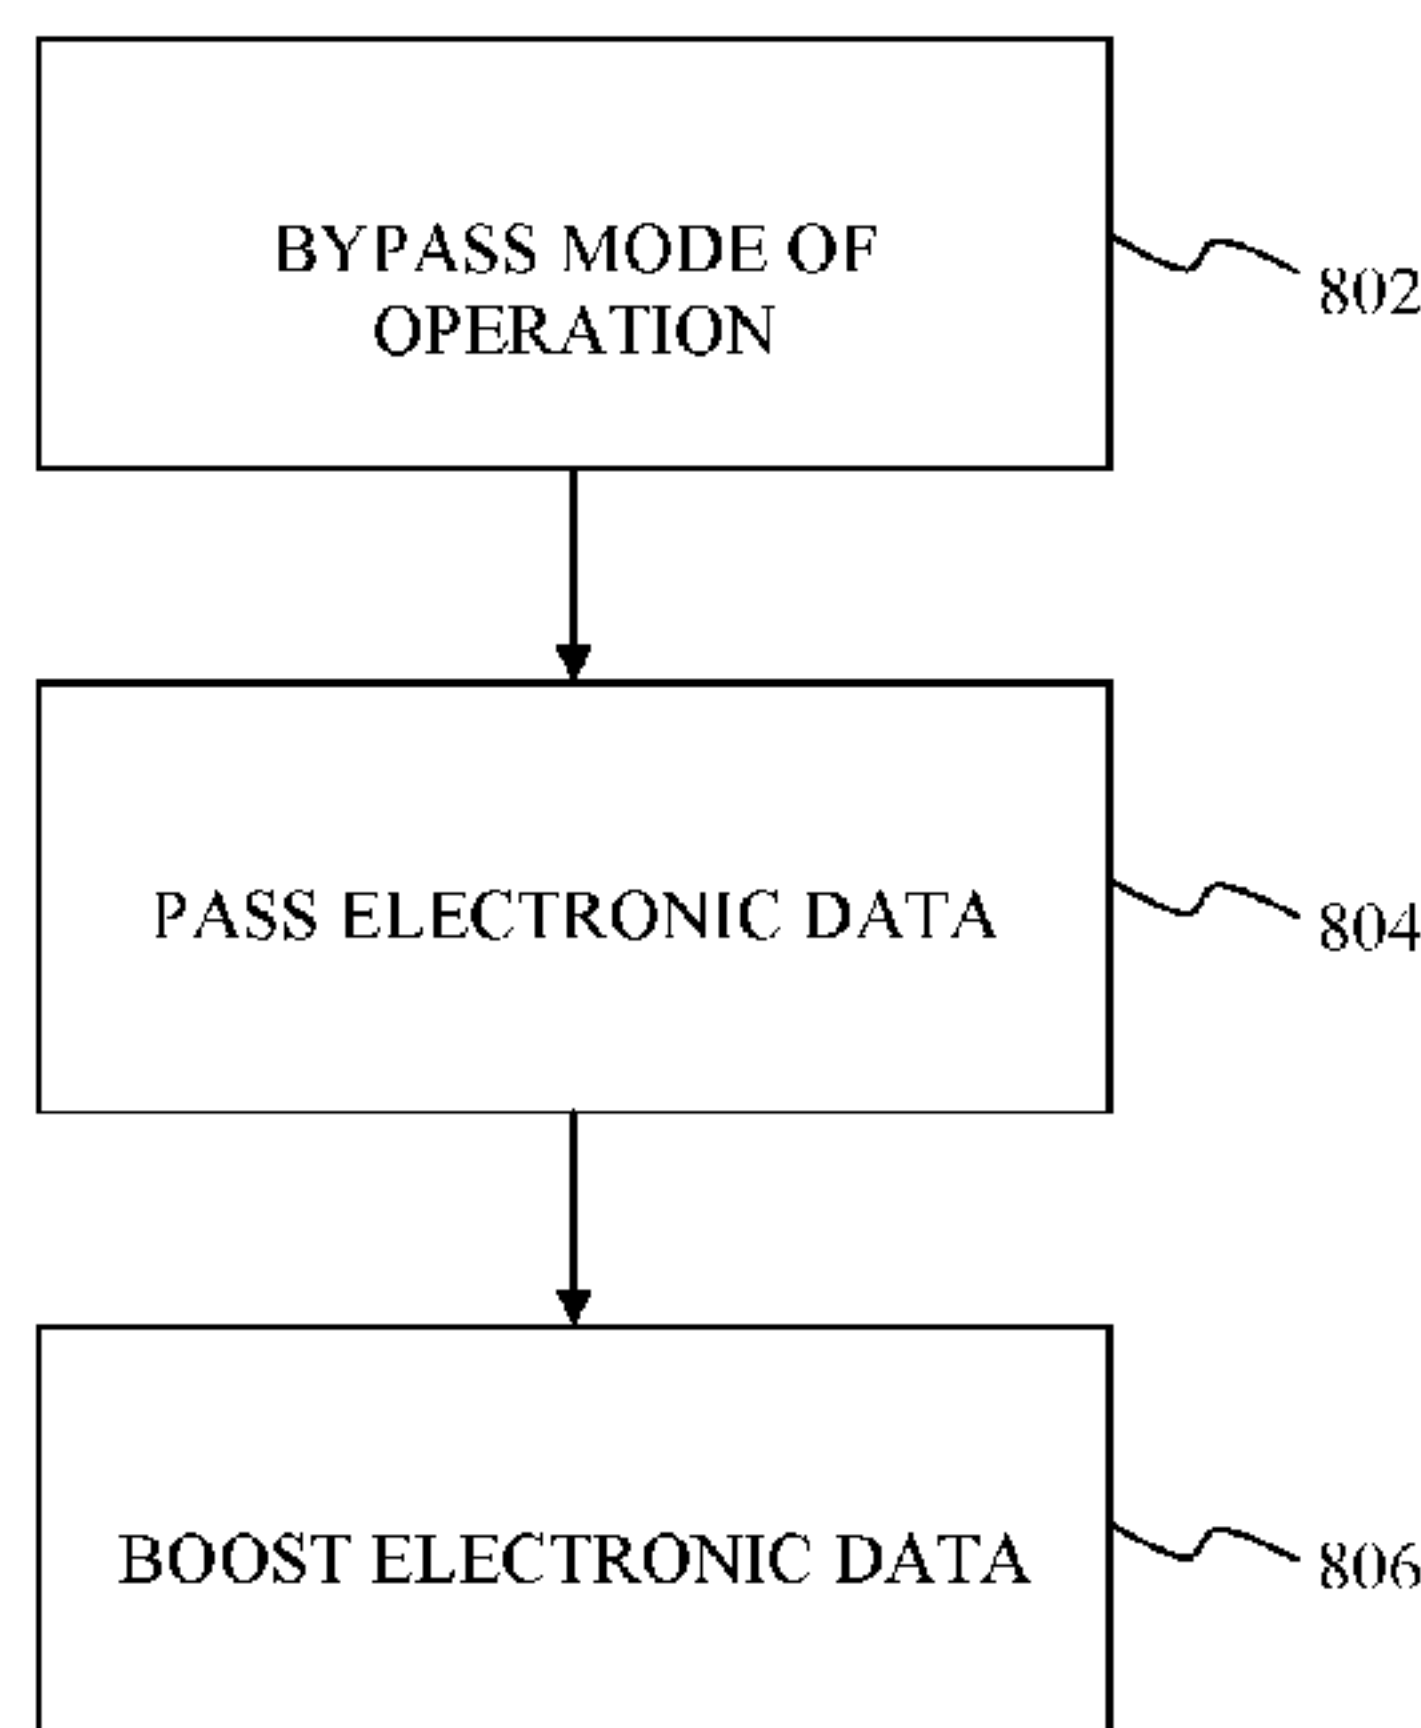 BYPASS MODE OF
OPERATION
802
PASS ELECTRONIC DATA
804
BOOST ELECTRONIC DATA
806